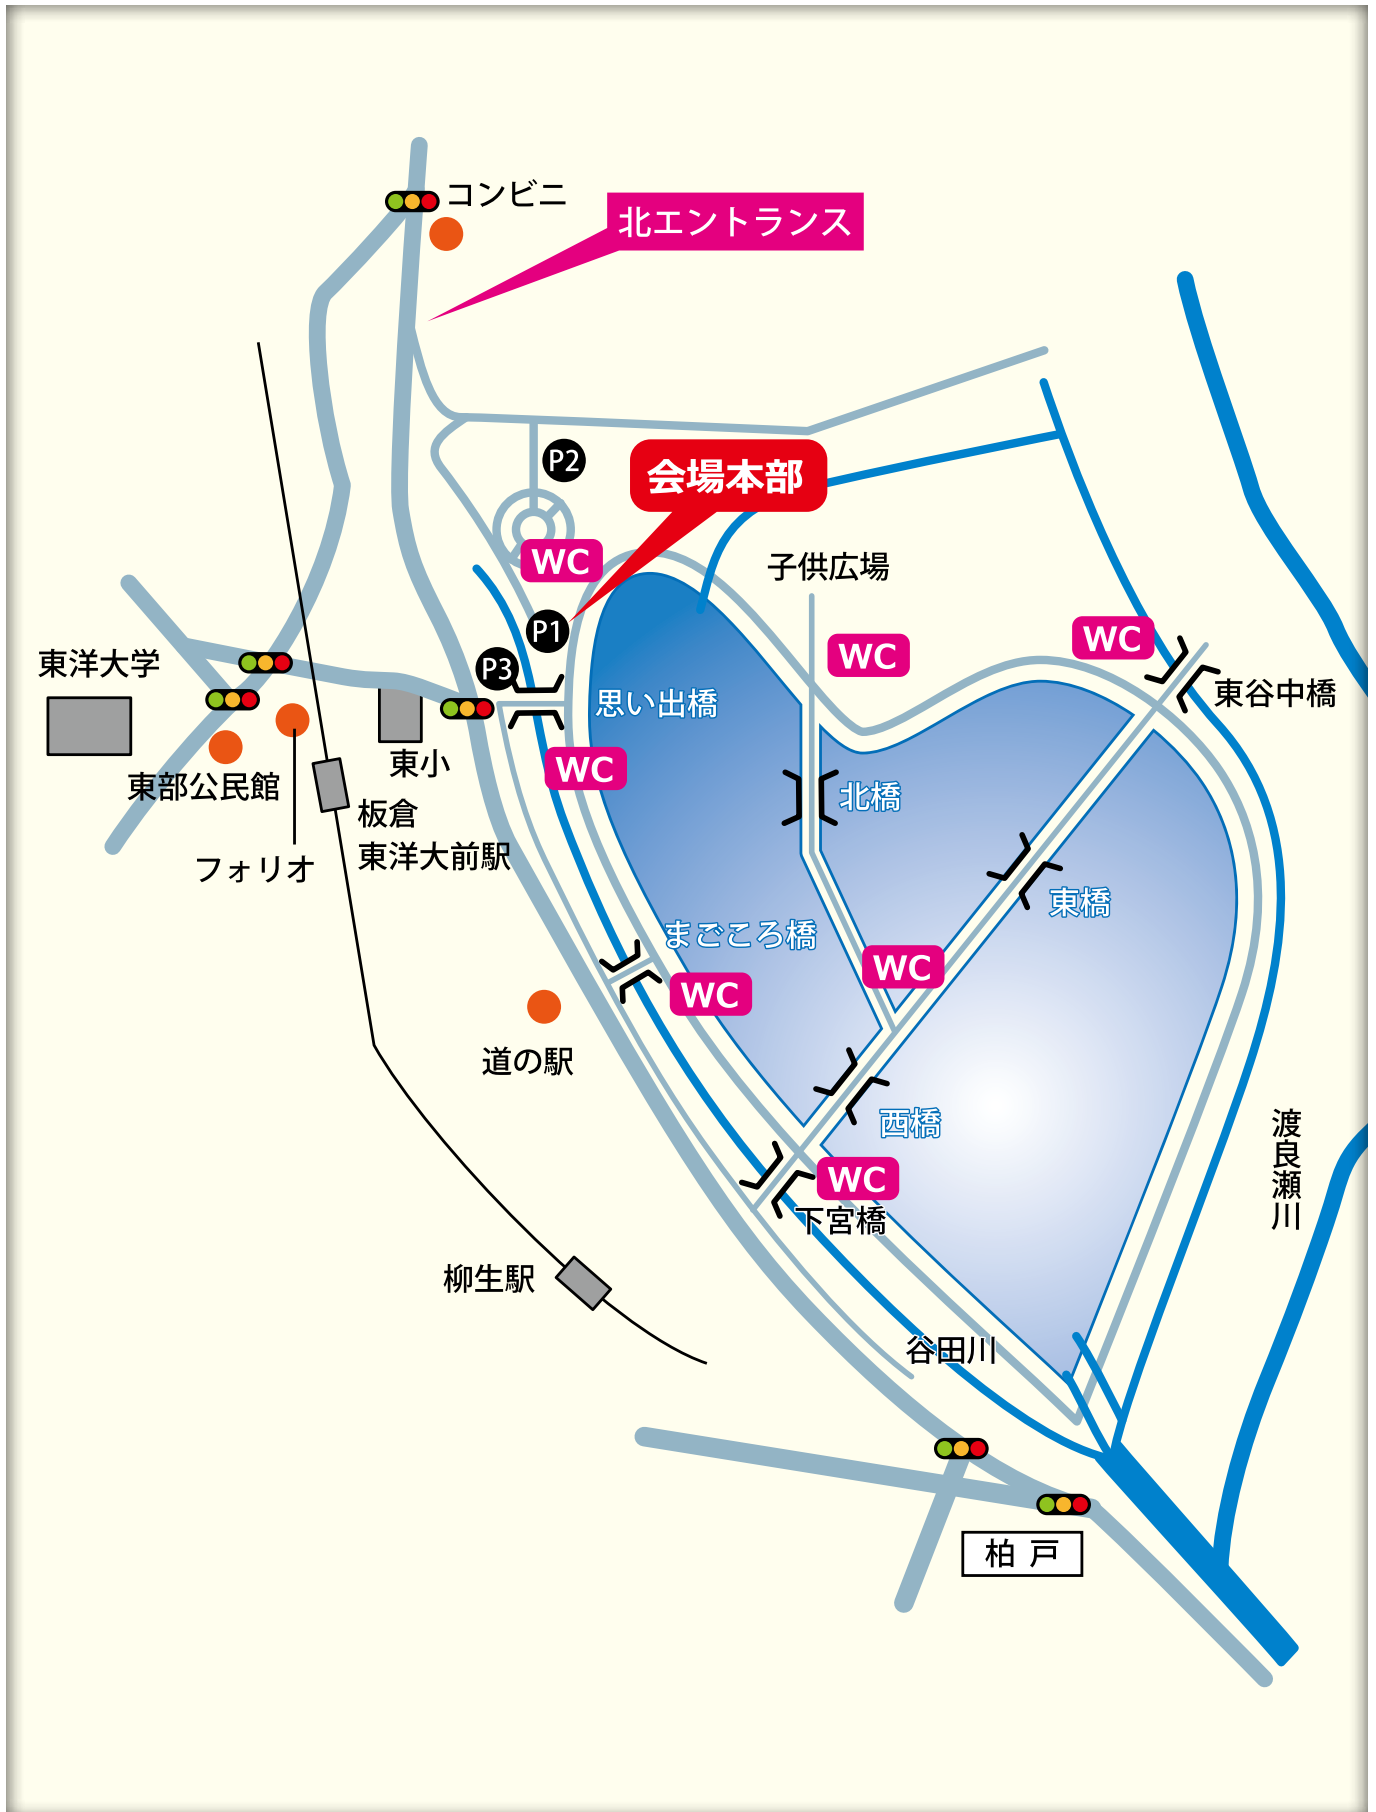 コンビニ
北エントランス
P2
会場本部
WC
子供広場
P1
WC
WC
東洋大学
P3
思い出橋
東谷中橋
WC
東小
東部公民館
北橋
板倉
東洋大前駅
フォリオ
東橋
まごころ橋
WC
WC
道の駅
西橋
渡良瀬川
WC
下宮橋
柳生駅
谷田川
柏戸